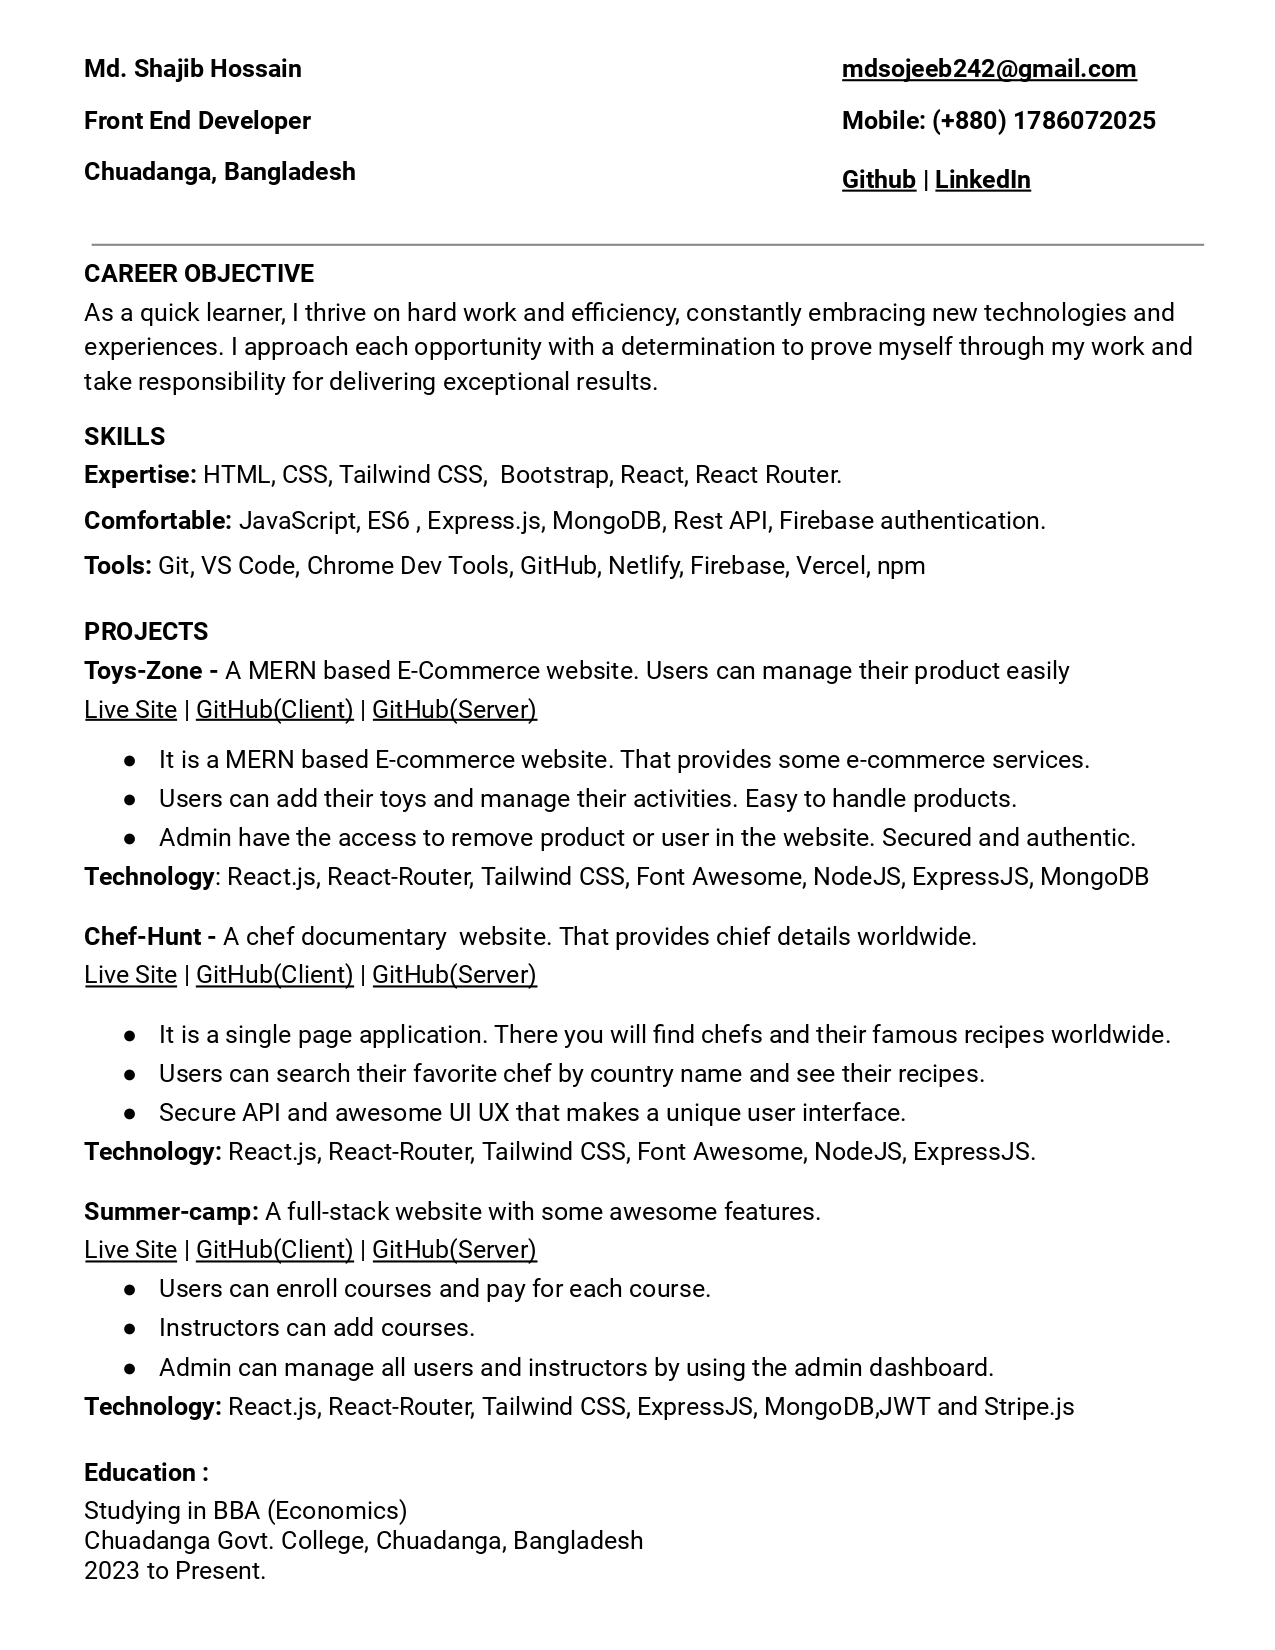 Md. Shajib Hossain
mdsojeeb242@gmail.com
Front End Developer
Mobile: (+880) 1786072025
Chuadanga, Bangladesh
Github | LinkedIn
CAREER OBJECTIVE
As a quick learner, I thrive on hard work and efficiency, constantly embracing new technologies and
experiences. I approach each opportunity with a determination to prove myself through my work and
take responsibility for delivering exceptional results.
SKILLS
Expertise: HTML, CSS, Tailwind CSS,  Bootstrap, React, React Router.
Comfortable: JavaScript, ES6 , Express.js, MongoDB, Rest API, Firebase authentication.
Tools: Git, VS Code, Chrome Dev Tools, GitHub, Netlify, Firebase, Vercel, npm
PROJECTS
Toys-Zone - A MERN based E-Commerce website. Users can manage their product easily
Live Site | GitHub(Client) | GitHub(Server)
● It is a MERN based E-commerce website. That provides some e-commerce services.
● Users can add their toys and manage their activities. Easy to handle products.
● Admin have the access to remove product or user in the website. Secured and authentic.
Technology: React.js, React-Router, Tailwind CSS, Font Awesome, NodeJS, ExpressJS, MongoDB
Chef-Hunt - A chef documentary  website. That provides chief details worldwide.
Live Site | GitHub(Client) | GitHub(Server)
● It is a single page application. There you will find chefs and their famous recipes worldwide.
● Users can search their favorite chef by country name and see their recipes.
● Secure API and awesome UI UX that makes a unique user interface.
Technology: React.js, React-Router, Tailwind CSS, Font Awesome, NodeJS, ExpressJS.
Summer-camp: A full-stack website with some awesome features.
Live Site | GitHub(Client) | GitHub(Server)
● Users can enroll courses and pay for each course.
● Instructors can add courses.
● Admin can manage all users and instructors by using the admin dashboard.
Technology: React.js, React-Router, Tailwind CSS, ExpressJS, MongoDB,JWT and Stripe.js
Education :
Studying in BBA (Economics)
Chuadanga Govt. College, Chuadanga, Bangladesh
2023 to Present.